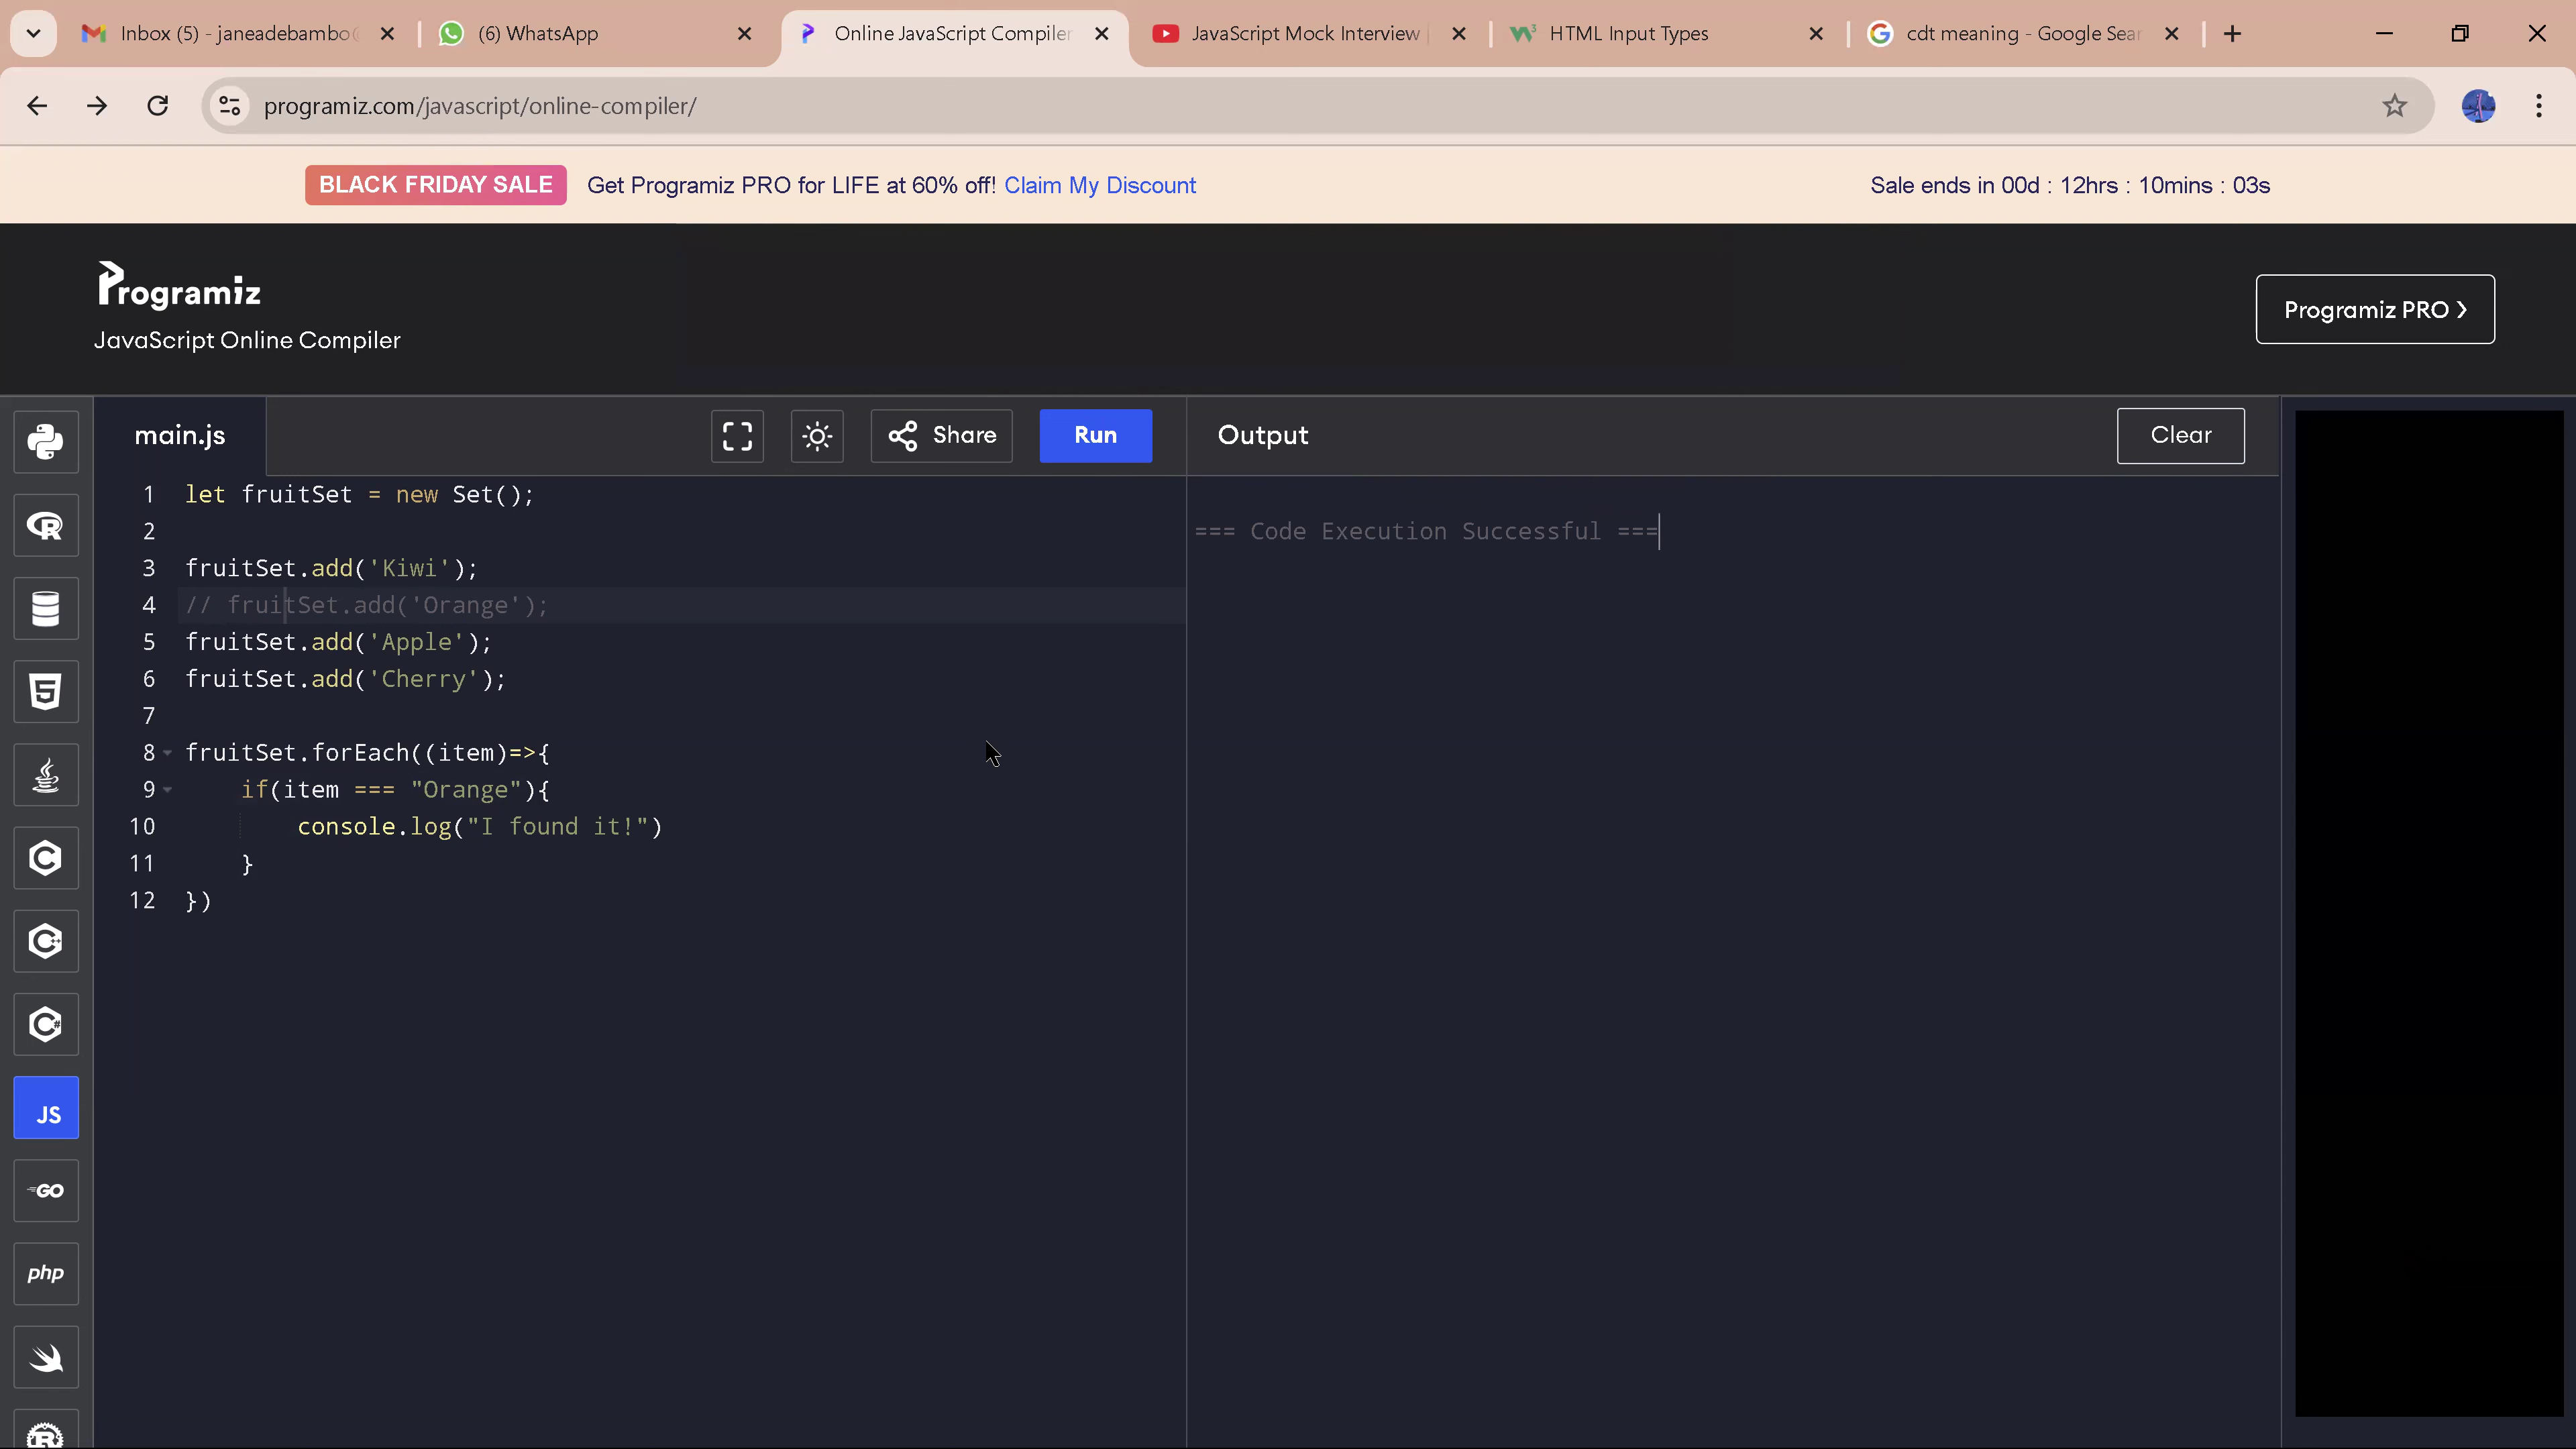 Inbox (5) - janeadebambo@
(6) WhatsApp
Online JavaScript Compiler
JavaScript Mock Interview
HTML Input Types
cdt meaning - Google Sear
programiz.com/javascript/online-compiler/
BLACK FRIDAY SALE Get Programiz PRO for LIFE at 60% off! Claim My Discount
Sale ends in 00d : 12hrs : 10mins : 03s
Programiz
JavaScript Online Compiler
Programiz PRO >
main.js
Share
Run
Output
Clear
1 let fruitSet = new Set();
2
3 fruitSet.add('Kiwi');
4 // fruitSet.add('Orange');
5 fruitSet.add('Apple');
6 fruitSet.add('Cherry');
7
8 fruitSet.forEach((item)=>{
9 if(item === "Orange"){
10 console.log("I found it!")
11 }
12 })
=== Code Execution Successful ===
R
5
C
C++
C#
JS
GO
php
R